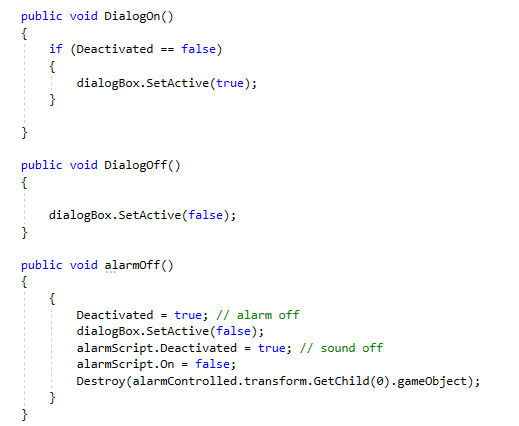 public void DialogOn()
{
if (Deactivated == false)
{
dialogBox.SetActive(true);
}
}
public void DialogOff()
{
dialogBox.SetActive(false);
}
public void alarmOff()
{
{
Deactivated = true; // alarm off
dialogBox.SetActive(false);
alarmScript.Deactivated = true; // sound off
alarmScript.On = false;
Destroy(alarmControlled.transform.GetChild(0).gameObject);
}
}